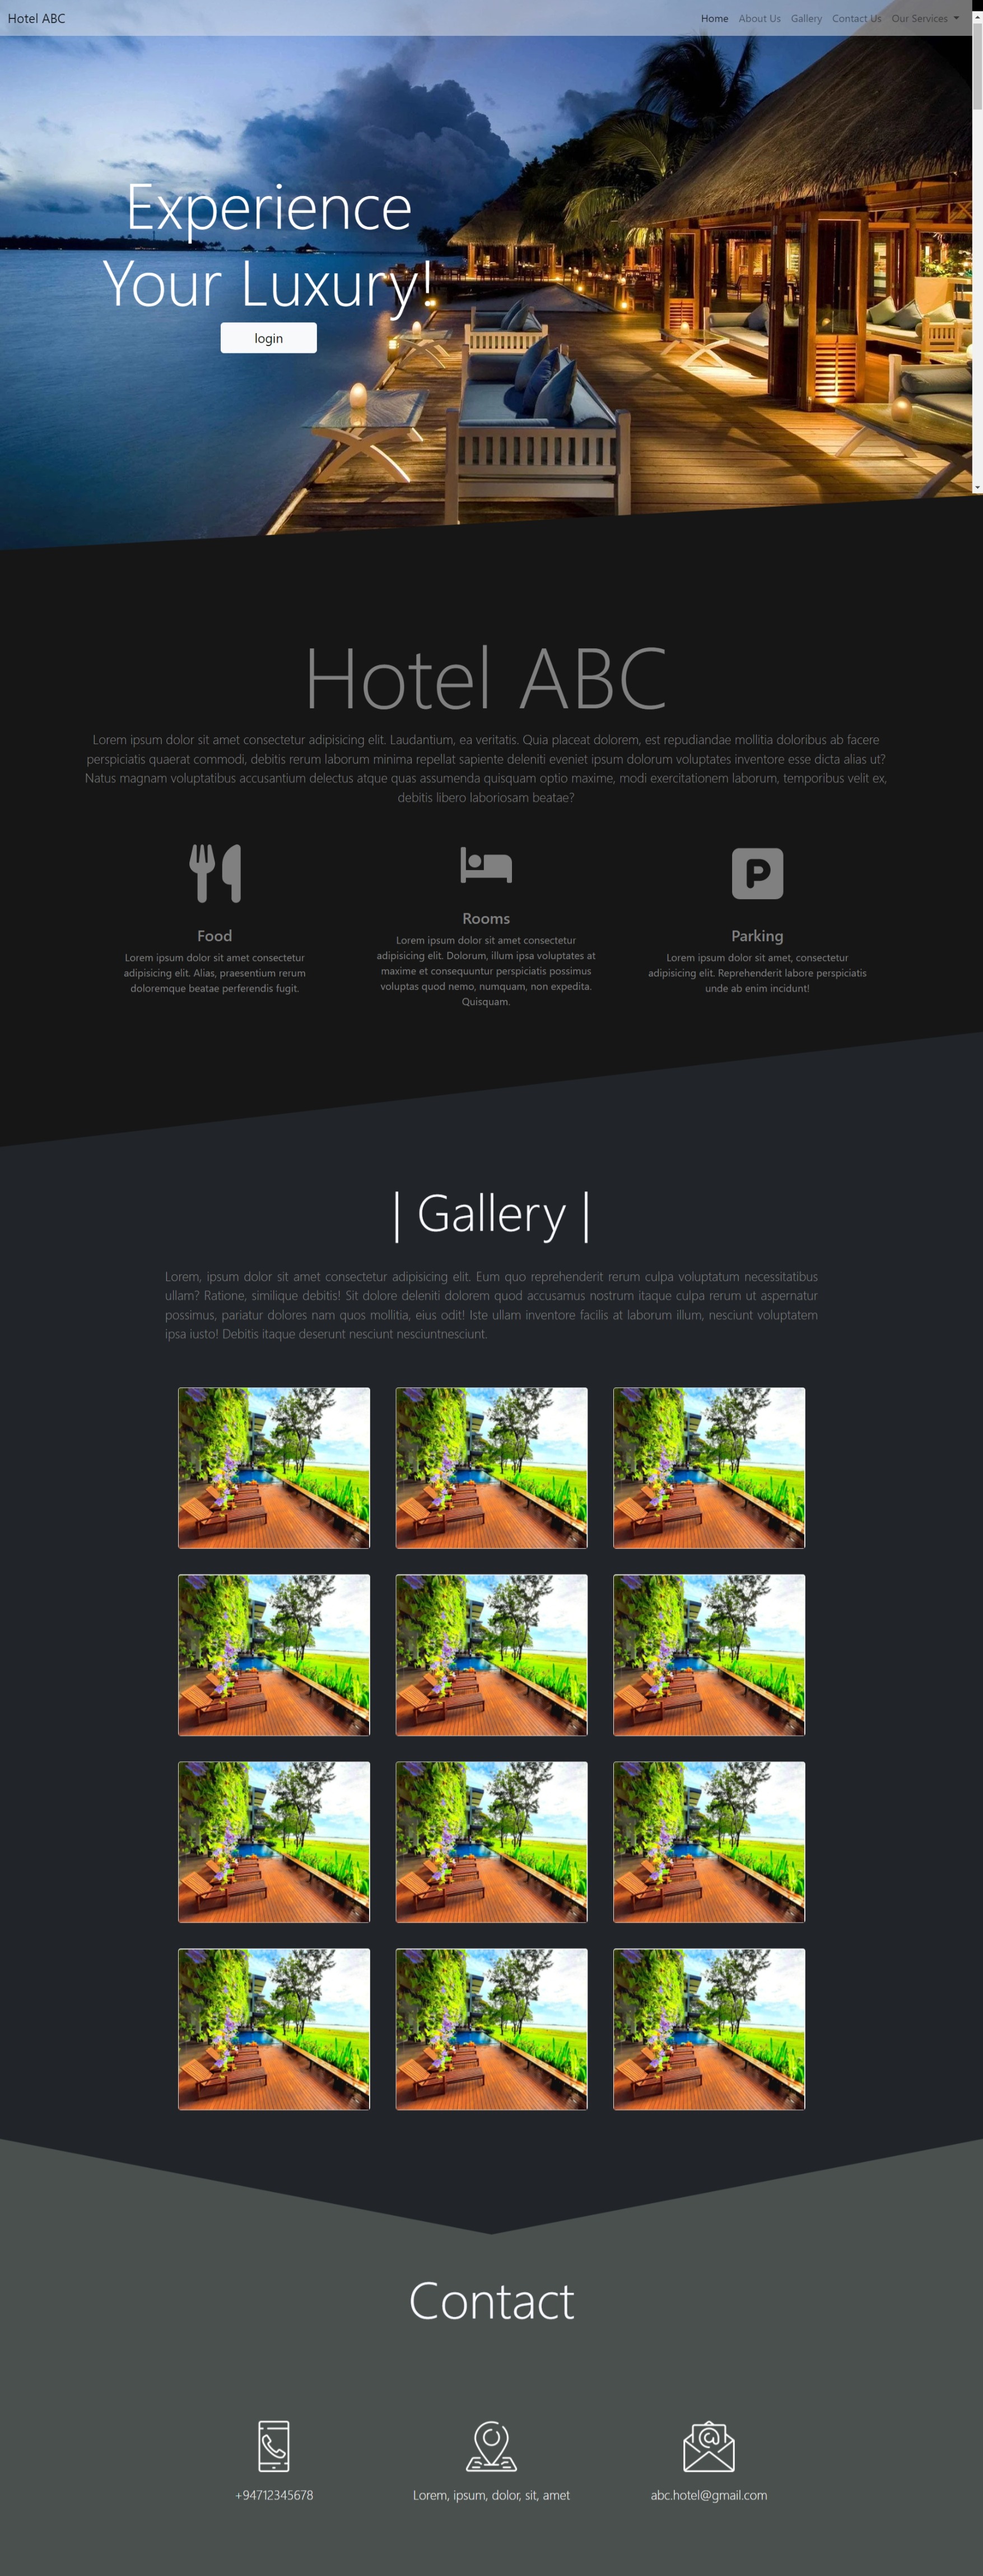 Hotel ABC
Home About Us Gallery Contact Us Our Services
Experience
Your Luxury!
login
Hotel ABC
Lorem ipsum dolor sit amet consectetur adipisicing elit. Laudantium, ea veritatis. Quia placeat dolorem, est repudiandae mollitia doloribus ab facere
perspiciatis quaerat commodi, debitis rerum laborum minima repellat sapiente deleniti eveniet ipsum dolorum voluptates inventore esse dicta alias ut?
Natus magnam voluptatibus accusantium delectus atque quas assumenda quisquam optio maxime, modi exercitationem laborum, temporibus velit ex,
debitis libero laboriosam beatae?
Food
Lorem ipsum dolor sit amet consectetur
adipisicing elit. Alias, praesentium rerum
doloremque beatae perferendis fugit.
Rooms
Lorem ipsum dolor sit amet consectetur
adipisicing elit. Dolorum, illum ipsa voluptates at
maxime et consequuntur perspiciatis possimus
voluptas quod nemo, numquam, non expedita.
Quisquam.
P
Parking
Lorem ipsum dolor sit amet, consectetur
adipisicing elit. Reprehenderit labore perspiciatis
unde ab enim incidunt!
| Gallery |
Lorem, ipsum dolor sit amet consectetur adipisicing elit. Eum quo reprehenderit rerum culpa voluptatum necessitatibus
ullam? Ratione, similique debitis! Sit dolore deleniti dolorem quod accusamus nostrum itaque culpa rerum ut aspernatur
possimus, pariatur dolores nam quos mollitia, eius odit! Iste ullam inventore facilis at laborum illum, nesciunt voluptatem
ipsa iusto! Debitis itaque deserunt nesciunt nesciuntnesciunt.
Contact
+94712345678
Lorem, ipsum, dolor, sit, amet
abc.hotel@gmail.com